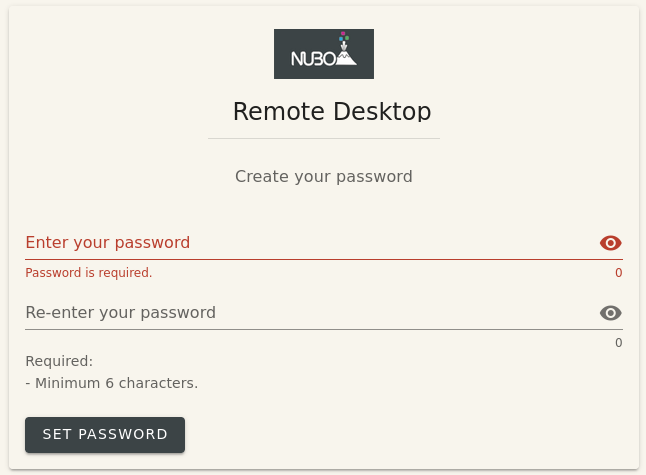 NUBO
Remote Desktop
Create your password
Enter your password
Password is required. 0
Re-enter your password
0
Required:
- Minimum 6 characters.
SET PASSWORD